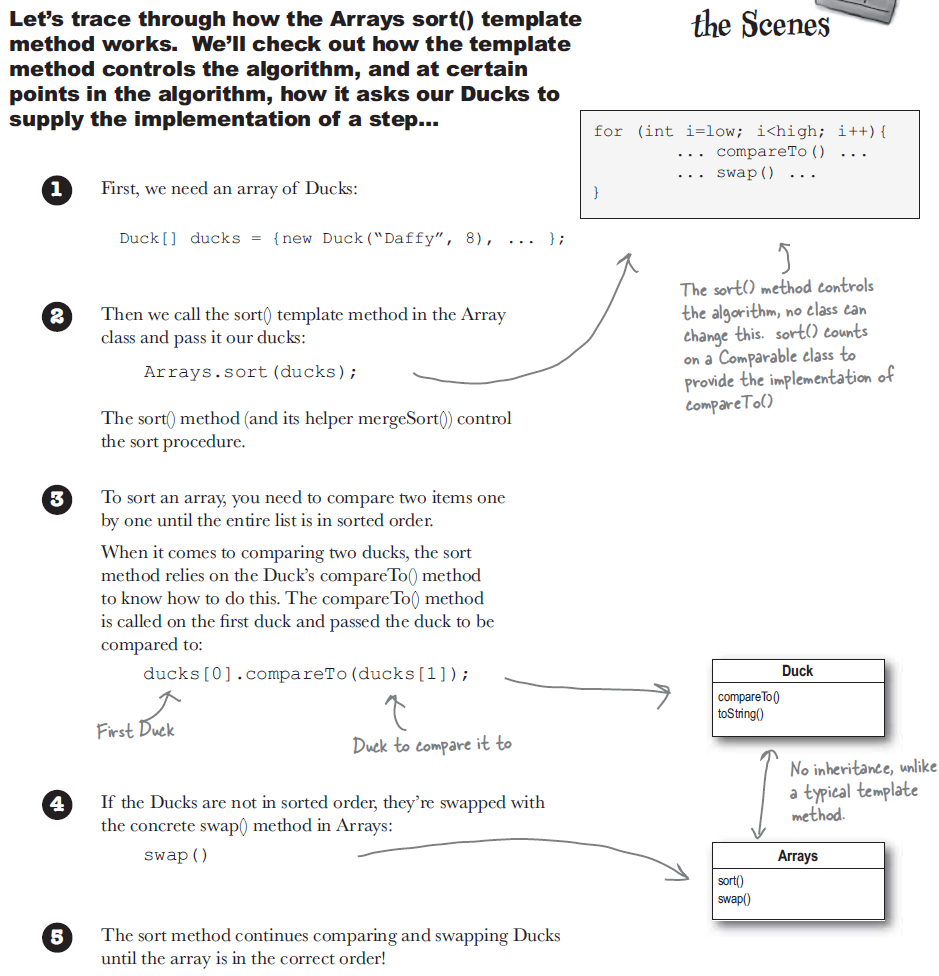 Let’s trace through how the Arrays sort() template
method works.  We’ll check out how the template
method controls the algorithm, and at certain
points in the algorithm, how it asks our Ducks to
supply the implementation of a step...
the Scenes
for (int i=low; i<high; i++){
... compareTo() ...
... swap() ...
}
The sort() method controls
the algorithm, no class can
change this.  sort() counts
on a Comparable class to
provide the implementation of
compareTo()
1 First, we need an array of Ducks:
Duck[] ducks = {new Duck(“Daffy”, 8), ... };
2 Then we call the sort() template method in the Array
class and pass it our ducks:
Arrays.sort(ducks);
The sort() method (and its helper mergeSort()) control
the sort procedure.
3 To sort an array, you need to compare two items one
by one until the entire list is in sorted order.
When it comes to comparing two ducks, the sort
method relies on the Duck’s compareTo() method
to know how to do this. The compareTo() method
is called on the first duck and passed the duck to be
compared to:
ducks[0].compareTo(ducks[1]);
First Duck
Duck to compare it to
Duck
compareTo()
toString()
No inheritance, unlike
a typical template
method.
4 If the Ducks are not in sorted order, they’re swapped with
the concrete swap() method in Arrays:
swap()
Arrays
sort()
swap()
5 The sort method continues comparing and swapping Ducks
until the array is in the correct order!